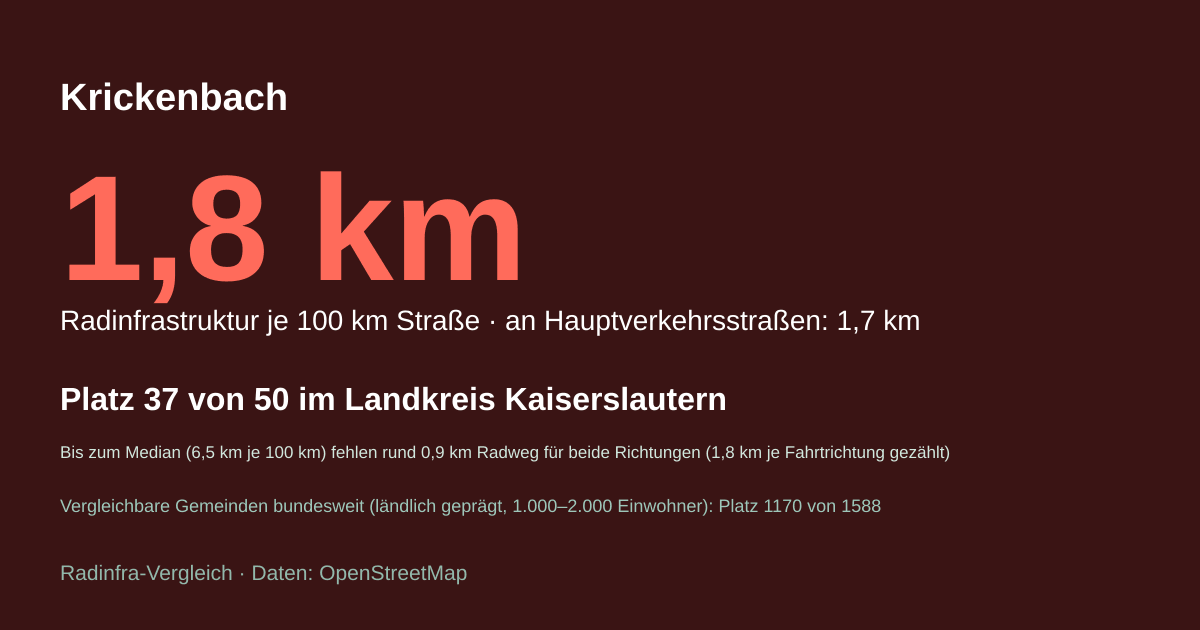 Krickenbach
1,8 km
Radinfrastruktur je 100 km Straße · an Hauptverkehrsstraßen: 1,7 km
Platz 37 von 50 im Landkreis Kaiserslautern
Bis zum Median (6,5 km je 100 km) fehlen rund 0,9 km Radweg für beide Richtungen (1,8 km je Fahrtrichtung gezählt)
Vergleichbare Gemeinden bundesweit (ländlich geprägt, 1.000–2.000 Einwohner): Platz 1170 von 1588
Radinfra-Vergleich · Daten: OpenStreetMap